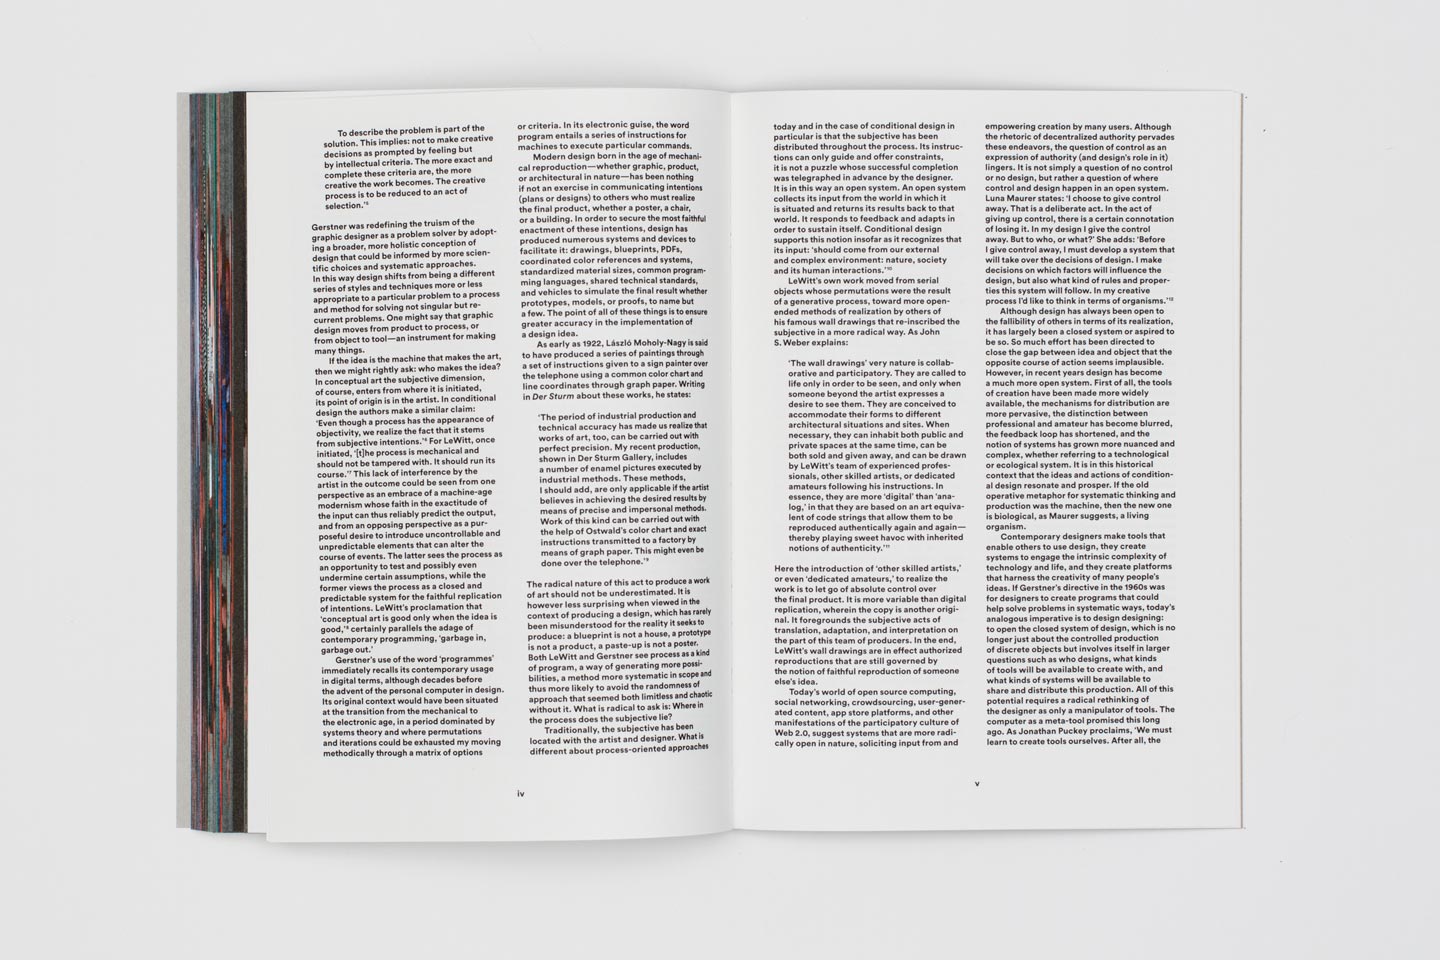 To describe the problem is part of the
solution. This implies: not to make creative
decisions as prompted by feeling but
by intellectual criteria. The more exact and
complete these criteria are, the more
creative the work becomes. The creative
process is to be reduced to an act of
selection.’⁵
Gerstner was redefining the truism of the
graphic designer as a problem solver by adopt-
ing a broader, more holistic conception of
design that could be informed by more scien-
tific choices and systematic approaches.
In this way design shifts from being a different
series of styles and techniques more or less
appropriate to a particular problem to a process
and method for solving not singular but re-
current problems. One might say that graphic
design moves from product to process, or
from object to tool—an instrument for making
many things.
If the idea is the machine that makes the art,
then we might rightly ask: who makes the idea?
In conceptual art the subjective dimension,
of course, enters from where it is initiated,
its point of origin is in the artist. In conditional
design the authors make a similar claim:
‘Even though a process has the appearance of
objectivity, we realize the fact that it stems
from subjective intentions.’⁶ For LeWitt, once
initiated, ‘[t]he process is mechanical and
should not be tampered with. It should run its
course.’⁷ This lack of interference by the
artist in the outcome could be seen from one
perspective as an embrace of a machine-age
modernism whose faith in the exactitude of
the input can thus reliably predict the output,
and from an opposing perspective as a pur-
poseful desire to introduce uncontrollable and
unpredictable elements that can alter the
course of events. The latter sees the process as
an opportunity to test and possibly even
undermine certain assumptions, while the
former views the process as a closed and
predictable system for the faithful replication
of intentions. LeWitt’s proclamation that
‘conceptual art is good only when the idea is
good,’⁸ certainly parallels the adage of
contemporary programming, ‘garbage in,
garbage out.’
Gerstner’s use of the word ‘programmes’
immediately recalls its contemporary usage
in digital terms, although decades before
the advent of the personal computer in design.
Its original context would have been situated
at the transition from the mechanical to
the electronic age, in a period dominated by
systems theory and where permutations
and iterations could be exhausted my moving
methodically through a matrix of options
or criteria. In its electronic guise, the word
program entails a series of instructions for
machines to execute particular commands.
Modern design born in the age of mechani-
cal reproduction—whether graphic, product,
or architectural in nature—has been nothing
if not an exercise in communicating intentions
(plans or designs) to others who must realize
the final product, whether a poster, a chair,
or a building. In order to secure the most faithful
enactment of these intentions, design has
produced numerous systems and devices to
facilitate it: drawings, blueprints, PDFs,
coordinated color references and systems,
standardized material sizes, common program-
ming languages, shared technical standards,
and vehicles to simulate the final result whether
prototypes, models, or proofs, to name but
a few. The point of all of these things is to ensure
greater accuracy in the implementation of
a design idea.
As early as 1922, László Moholy-Nagy is said
to have produced a series of paintings through
a set of instructions given to a sign painter over
the telephone using a common color chart and
line coordinates through graph paper. Writing
in Der Sturm about these works, he states:
‘The period of industrial production and
technical accuracy has made us realize that
works of art, too, can be carried out with
perfect precision. My recent production,
shown in Der Sturm Gallery, includes
a number of enamel pictures executed by
industrial methods. These methods,
I should add, are only applicable if the artist
believes in achieving the desired results by
means of precise and impersonal methods.
Work of this kind can be carried out with
the help of Ostwald’s color chart and exact
instructions transmitted to a factory by
means of graph paper. This might even be
done over the telephone.’⁹
The radical nature of this act to produce a work
of art should not be underestimated. It is
however less surprising when viewed in the
context of producing a design, which has rarely
been misunderstood for the reality it seeks to
produce: a blueprint is not a house, a prototype
is not a product, a paste-up is not a poster.
Both LeWitt and Gerstner see process as a kind
of program, a way of generating more possi-
bilities, a method more systematic in scope and
thus more likely to avoid the randomness of
approach that seemed both limitless and chaotic
without it. What is radical to ask is: Where in
the process does the subjective lie?
Traditionally, the subjective has been
located with the artist and designer. What is
different about process-oriented approaches
iv
today and in the case of conditional design in
particular is that the subjective has been
distributed throughout the process. Its instruc-
tions can only guide and offer constraints,
it is not a puzzle whose successful completion
was telegraphed in advance by the designer.
It is in this way an open system. An open system
collects its input from the world in which it
is situated and returns its results back to that
world. It responds to feedback and adapts in
order to sustain itself. Conditional design
supports this notion insofar as it recognizes that
its input: ‘should come from our external
and complex environment: nature, society
and its human interactions.’¹⁰
LeWitt’s own work moved from serial
objects whose permutations were the result
of a generative process, toward more open-
ended methods of realization by others of
his famous wall drawings that re-inscribed the
subjective in a more radical way. As John
S. Weber explains:
‘The wall drawings’ very nature is collab-
orative and participatory. They are called to
life only in order to be seen, and only when
someone beyond the artist expresses a
desire to see them. They are conceived to
accommodate their forms to different
architectural situations and sites. When
necessary, they can inhabit both public and
private spaces at the same time, can be
both sold and given away, and can be drawn
by LeWitt’s team of experienced profes-
sionals, other skilled artists, or dedicated
amateurs following his instructions. In
essence, they are more ‘digital’ than ‘ana-
log,’ in that they are based on an art equiva-
lent of code strings that allow them to be
reproduced authentically again and again—
thereby playing sweet havoc with inherited
notions of authenticity.’¹¹
Here the introduction of ‘other skilled artists,’
or even ‘dedicated amateurs,’ to realize the
work is to let go of absolute control over
the final product. It is more variable than digital
replication, wherein the copy is another origi-
nal. It foregrounds the subjective acts of
translation, adaptation, and interpretation on
the part of this team of producers. In the end,
LeWitt’s wall drawings are in effect authorized
reproductions that are still governed by
the notion of faithful reproduction of someone
else’s idea.
Today’s world of open source computing,
social networking, crowdsourcing, user-gener-
ated content, app store platforms, and other
manifestations of the participatory culture of
Web 2.0, suggest systems that are more radi-
cally open in nature, soliciting input from and
empowering creation by many users. Although
the rhetoric of decentralized authority pervades
these endeavors, the question of control as an
expression of authority (and design’s role in it)
lingers. It is not simply a question of no control
or no design, but rather a question of where
control and design happen in an open system.
Luna Maurer states: ‘I choose to give control
away. That is a deliberate act. In the act of
giving up control, there is a certain connotation
of losing it. In my design I give the control
away. But to who, or what?’ She adds: ‘Before
I give control away, I must develop a system that
will take over the decisions of design. I make
decisions on which factors will influence the
design, but also what kind of rules and proper-
ties this system will follow. In my creative
process I’d like to think in terms of organisms.’¹²
Although design has always been open to
the fallibility of others in terms of its realization,
it has largely been a closed system or aspired to
be so. So much effort has been directed to
close the gap between idea and object that the
opposite course of action seems implausible.
However, in recent years design has become
a much more open system. First of all, the tools
of creation have been made more widely
available, the mechanisms for distribution are
more pervasive, the distinction between
professional and amateur has become blurred,
the feedback loop has shortened, and the
notion of systems has grown more nuanced and
complex, whether referring to a technological
or ecological system. It is in this historical
context that the ideas and actions of condition-
al design resonate and prosper. If the old
operative metaphor for systematic thinking and
production was the machine, then the new one
is biological, as Maurer suggests, a living
organism.
Contemporary designers make tools that
enable others to use design, they create
systems to engage the intrinsic complexity of
technology and life, and they create platforms
that harness the creativity of many people’s
ideas. If Gerstner’s directive in the 1960s was
for designers to create programs that could
help solve problems in systematic ways, today’s
analogous imperative is to design designing:
to open the closed system of design, which is no
longer just about the controlled production
of discrete objects but involves itself in larger
questions such as who designs, what kinds
of tools will be available to create with, and
what kinds of systems will be available to
share and distribute this production. All of this
potential requires a radical rethinking of
the designer as only a manipulator of tools. The
computer as a meta-tool promised this long
ago. As Jonathan Puckey proclaims, ‘We must
learn to create tools ourselves. After all, the
v